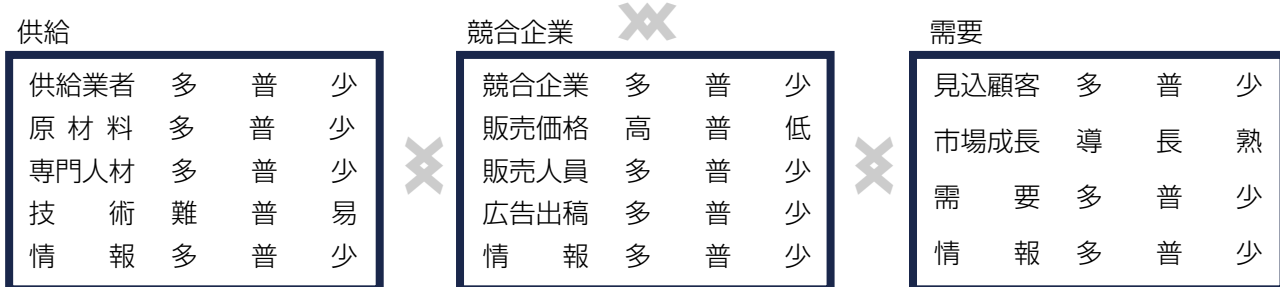 供給
供給業者 多 普 少
原材料 多 普 少
専門人材 多 普 少
技術 難 普 易
情報 多 普 少
競合企業
競合企業 多 普 少
販売価格 高 普 低
販売人員 多 普 少
広告出稿 多 普 少
情報 多 普 少
需要
見込顧客 多 普 少
市場成長 導 長 熟
需要 多 普 少
情報 多 普 少